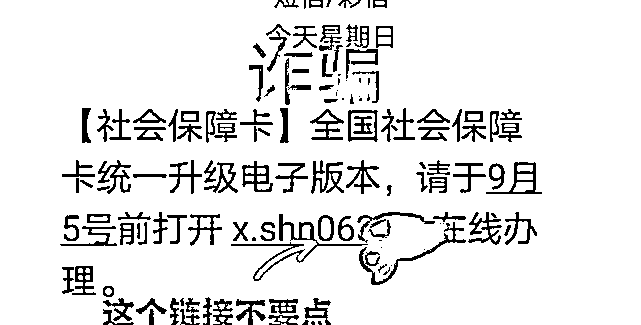 短信/彩信
今天星期日
诈骗
【社会保障卡】全国社会保障
卡统一升级电子版本，请于9月
5号前打开 x.shn06 在线办
理。
这个链接不要点